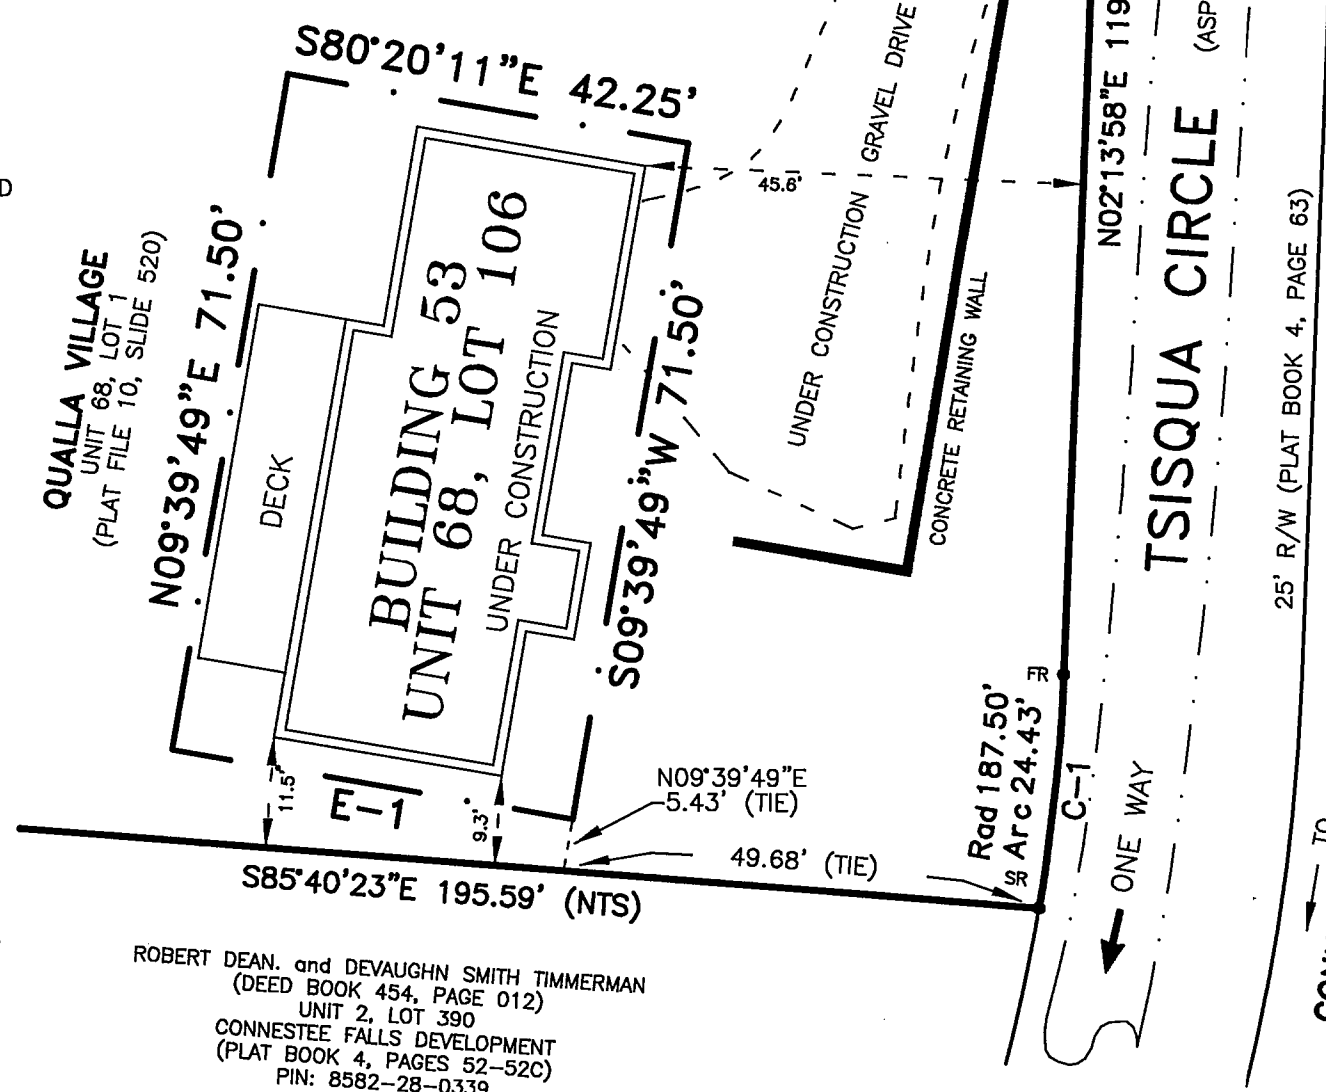 S80°20'11"E 42.25'
D
QUALLA VILLAGE
UNIT 68, LOT 1
(PLAT FILE 10, SLIDE 520)
N09°39'49"E 71.50'
DECK
BUILDING 53
UNIT 68, LOT 106
UNDER CONSTRUCTION
S09°39'49"W 71.50'
45.6'
UNDER CONSTRUCTION
GRAVEL DRIVE
CONCRETE RETAINING WALL
N02°13'58"E 119
TSISQUA CIRCLE
(ASP
25' R/W (PLAT BOOK 4, PAGE 63)
FR
Rad 187.50'
Arc 24.43'
SR
C-1
ONE WAY
TO
11.5'
E-1
9.3'
N09°39'49"E
5.43' (TIE)
49.68' (TIE)
S85°40'23"E 195.59' (NTS)
ROBERT DEAN. and DEVAUGHN SMITH TIMMERMAN
(DEED BOOK 454, PAGE 012)
UNIT 2, LOT 390
CONNESTEE FALLS DEVELOPMENT
(PLAT BOOK 4, PAGES 52-52C)
PIN: 8582-28-0339